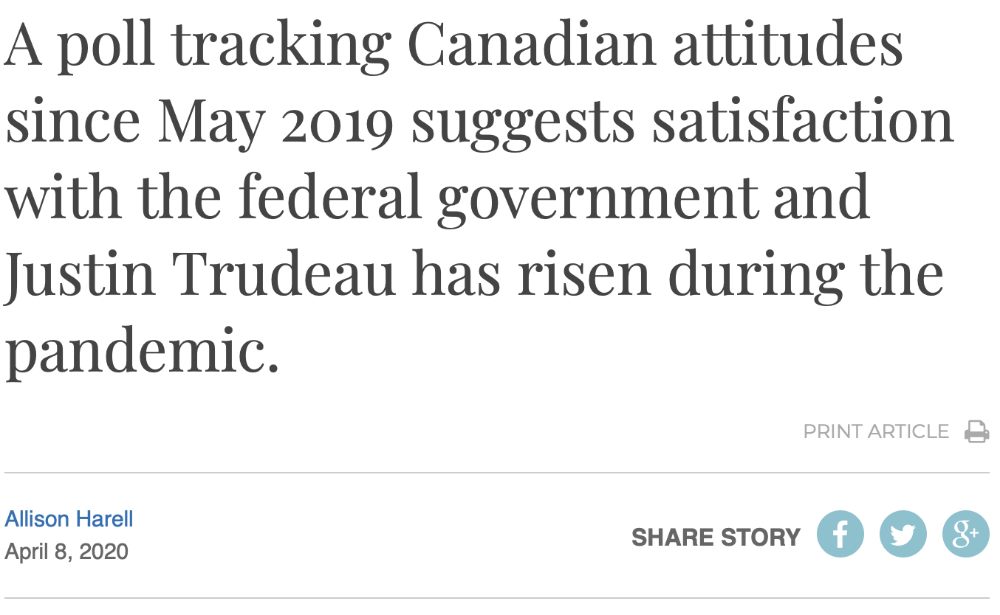 A poll tracking Canadian attitudes
since May 2019 suggests satisfaction
with the federal government and
Justin Trudeau has risen during the
pandemic.
PRINT ARTICLE
Allison Harell
April 8, 2020
SHARE STORY
f
g+